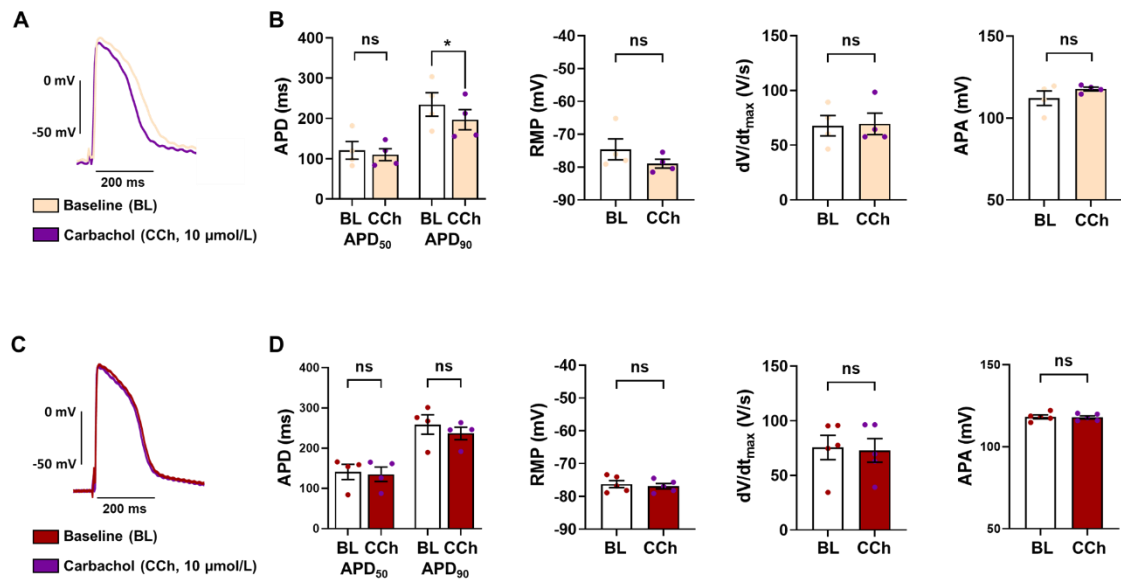 A
0 mV
-50 mV
200 ms
Baseline (BL)
Carbachol (CCh, 10 µmol/L)
B
APD (ms)
400
300
200
100
0
ns
*
BL CCh BL CCh
APD50 APD90
RMP (mV)
-40
-50
-60
-70
-80
-90
ns
BL CCh
dV/dtmax (V/s)
150
100
50
0
ns
BL CCh
APA (mV)
150
100
50
ns
BL CCh
C
0 mV
-50 mV
200 ms
Baseline (BL)
Carbachol (CCh, 10 µmol/L)
D
APD (ms)
400
300
200
100
0
ns
ns
BL CCh BL CCh
APD50 APD90
RMP (mV)
-40
-50
-60
-70
-80
-90
ns
BL CCh
dV/dtmax (V/s)
150
100
50
0
ns
BL CCh
APA (mV)
150
100
50
ns
BL CCh